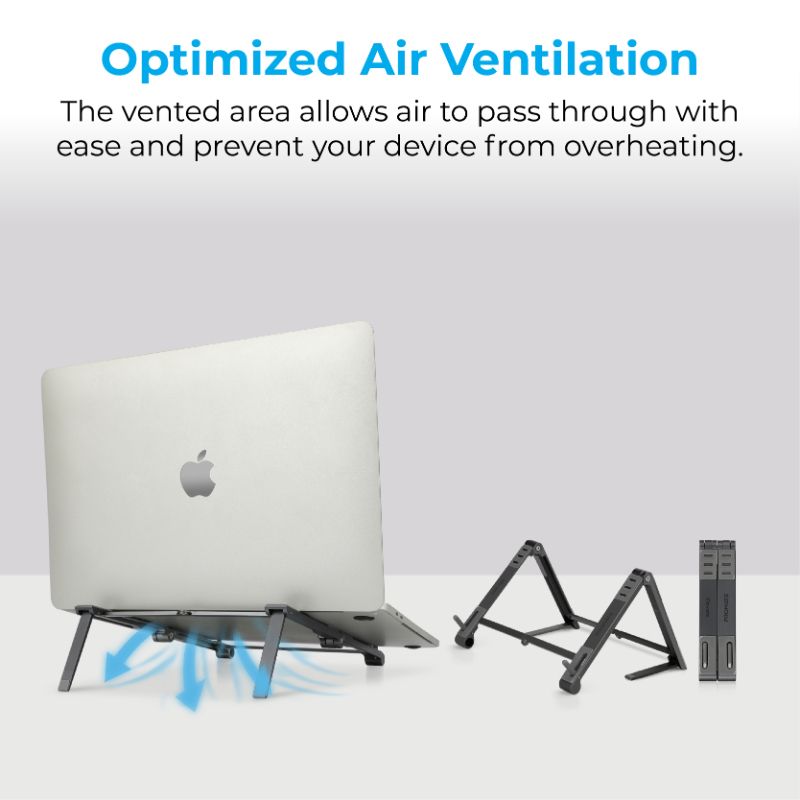 Optimized Air Ventilation
The vented area allows air to pass through with
ease and prevent your device from overheating.